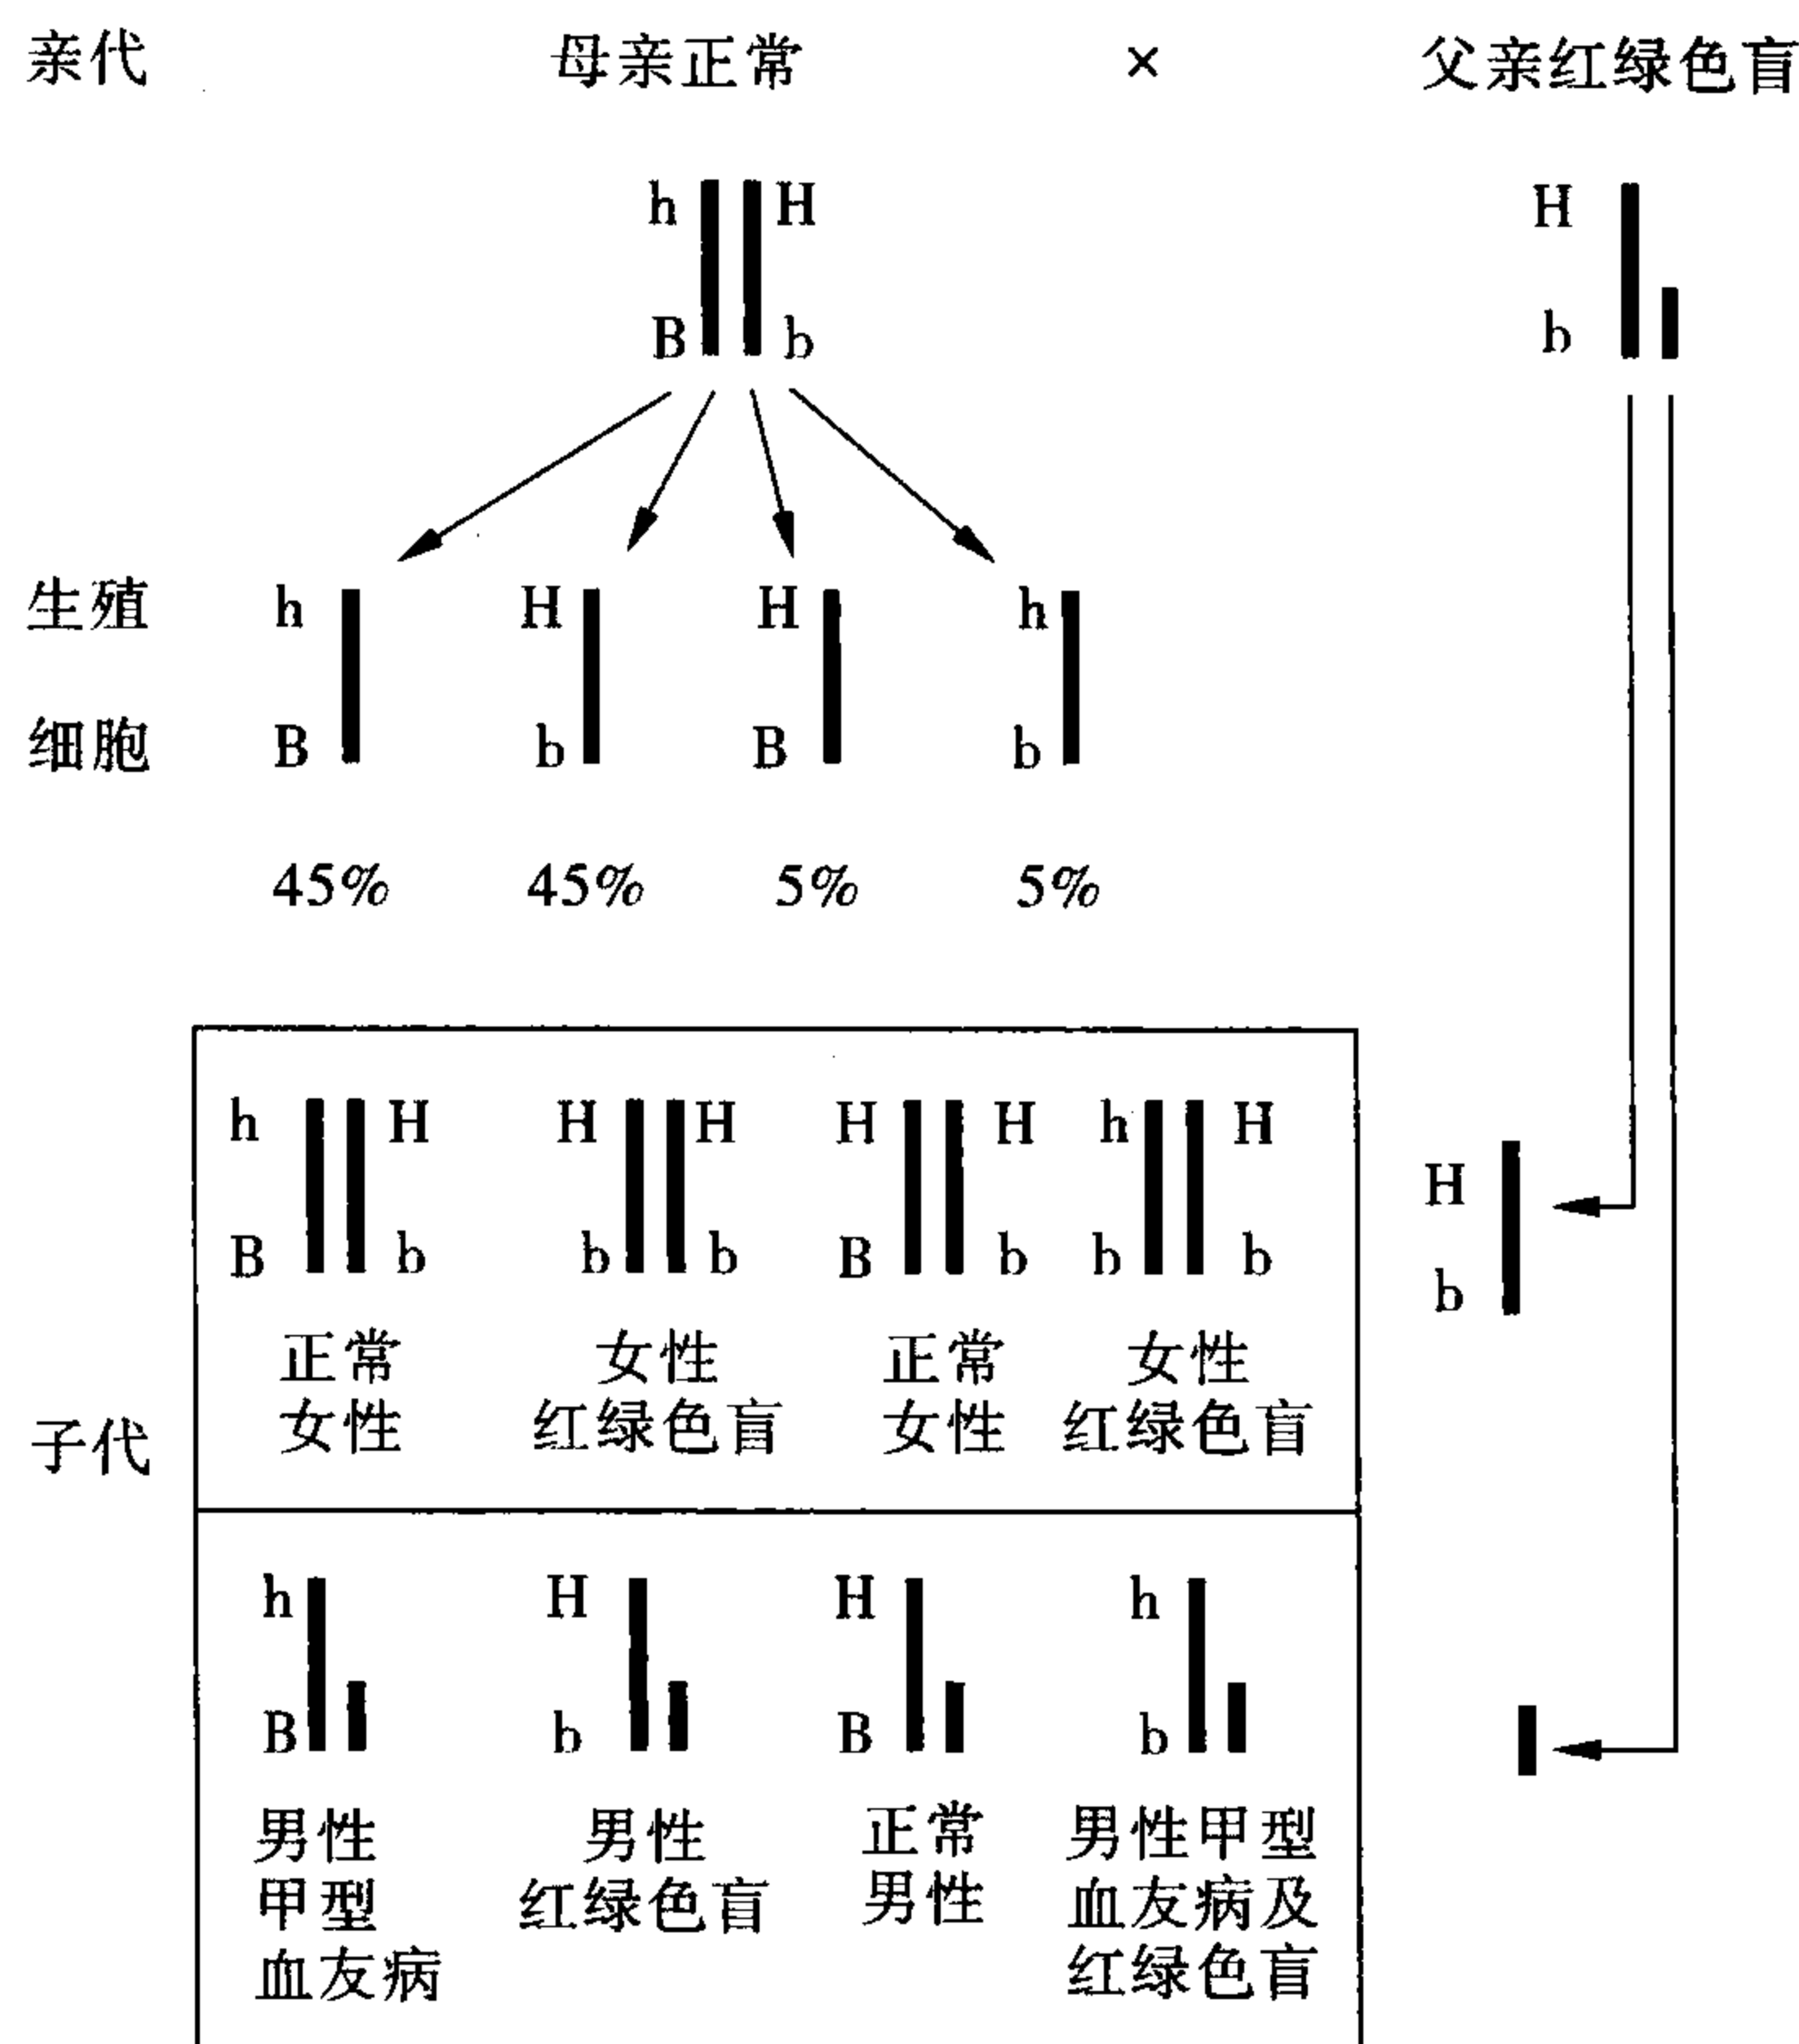 亲代 母亲正常 × 父亲红绿色盲
h H H
B b b
生殖 h H H h
细胞 B b B b
45% 45% 5% 5%
h H H H H H h H
H
B b b b B b b b
b
正常 女性 正常 女性
女性 红绿色盲 女性 红绿色盲
子代
h H H h
B b B b
男性 男性 正常 男性甲型
甲型 红绿色盲 男性 血友病及
血友病 红绿色盲